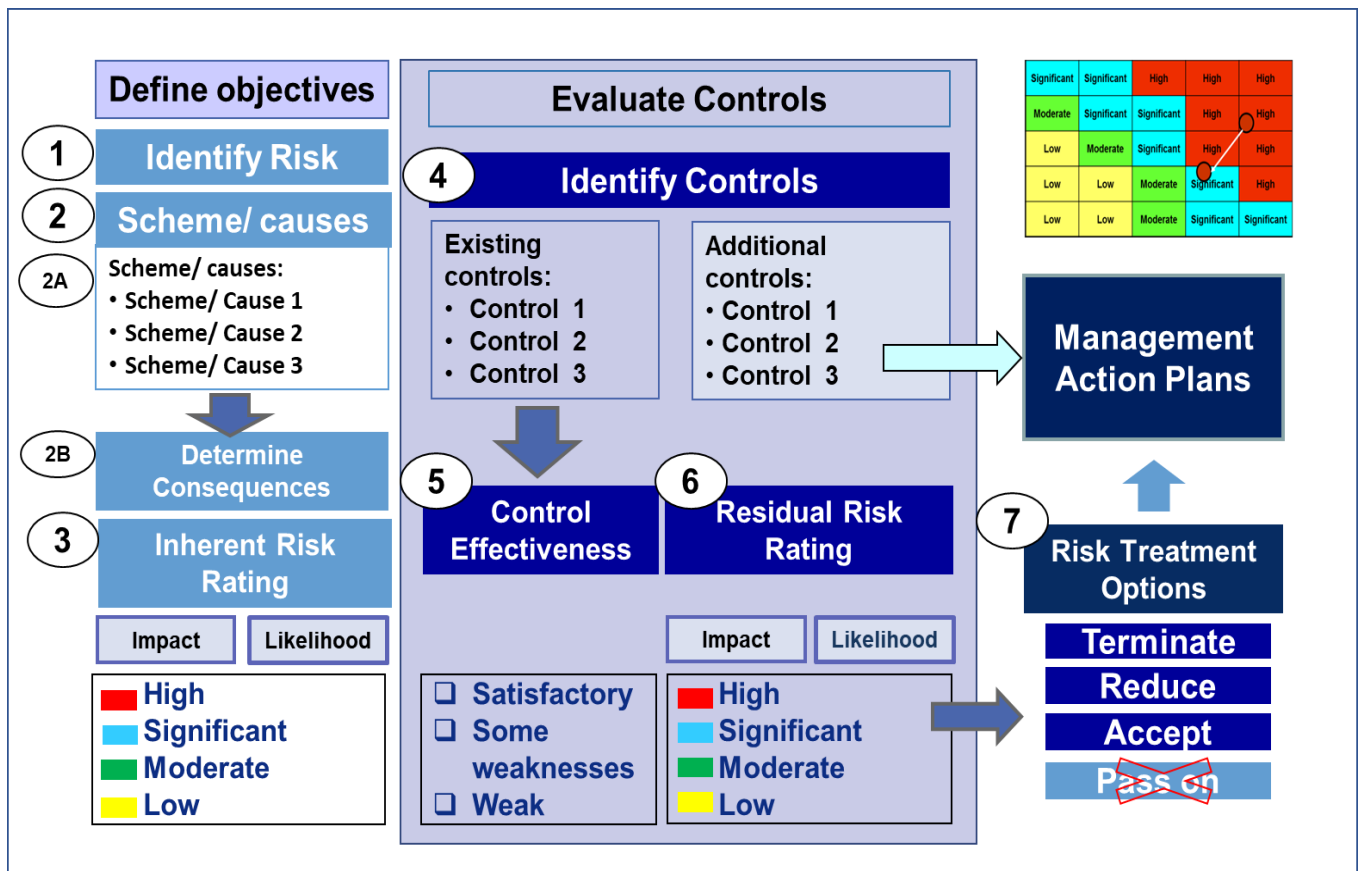 Define objectives
1
Identify Risk
2
Scheme/ causes
2A
Scheme/ causes:
• Scheme/ Cause 1
• Scheme/ Cause 2
• Scheme/ Cause 3
2B
Determine
Consequences
3
Inherent Risk
Rating
Impact
Likelihood
High
Significant
Moderate
Low
Evaluate Controls
4
Identify Controls
Existing
controls:
• Control 1
• Control 2
• Control 3
Additional
controls:
• Control 1
• Control 2
• Control 3
5
Control
Effectiveness
❑ Satisfactory
❑ Some
weaknesses
❑ Weak
6
Residual Risk
Rating
Impact
Likelihood
High
Significant
Moderate
Low
Significant Significant High High High
Moderate Significant Significant High High
Low Moderate Significant High High
Low Low Moderate Significant High
Low Low Moderate Significant Significant
Management
Action Plans
7
Risk Treatment
Options
Terminate
Reduce
Accept
Pass on